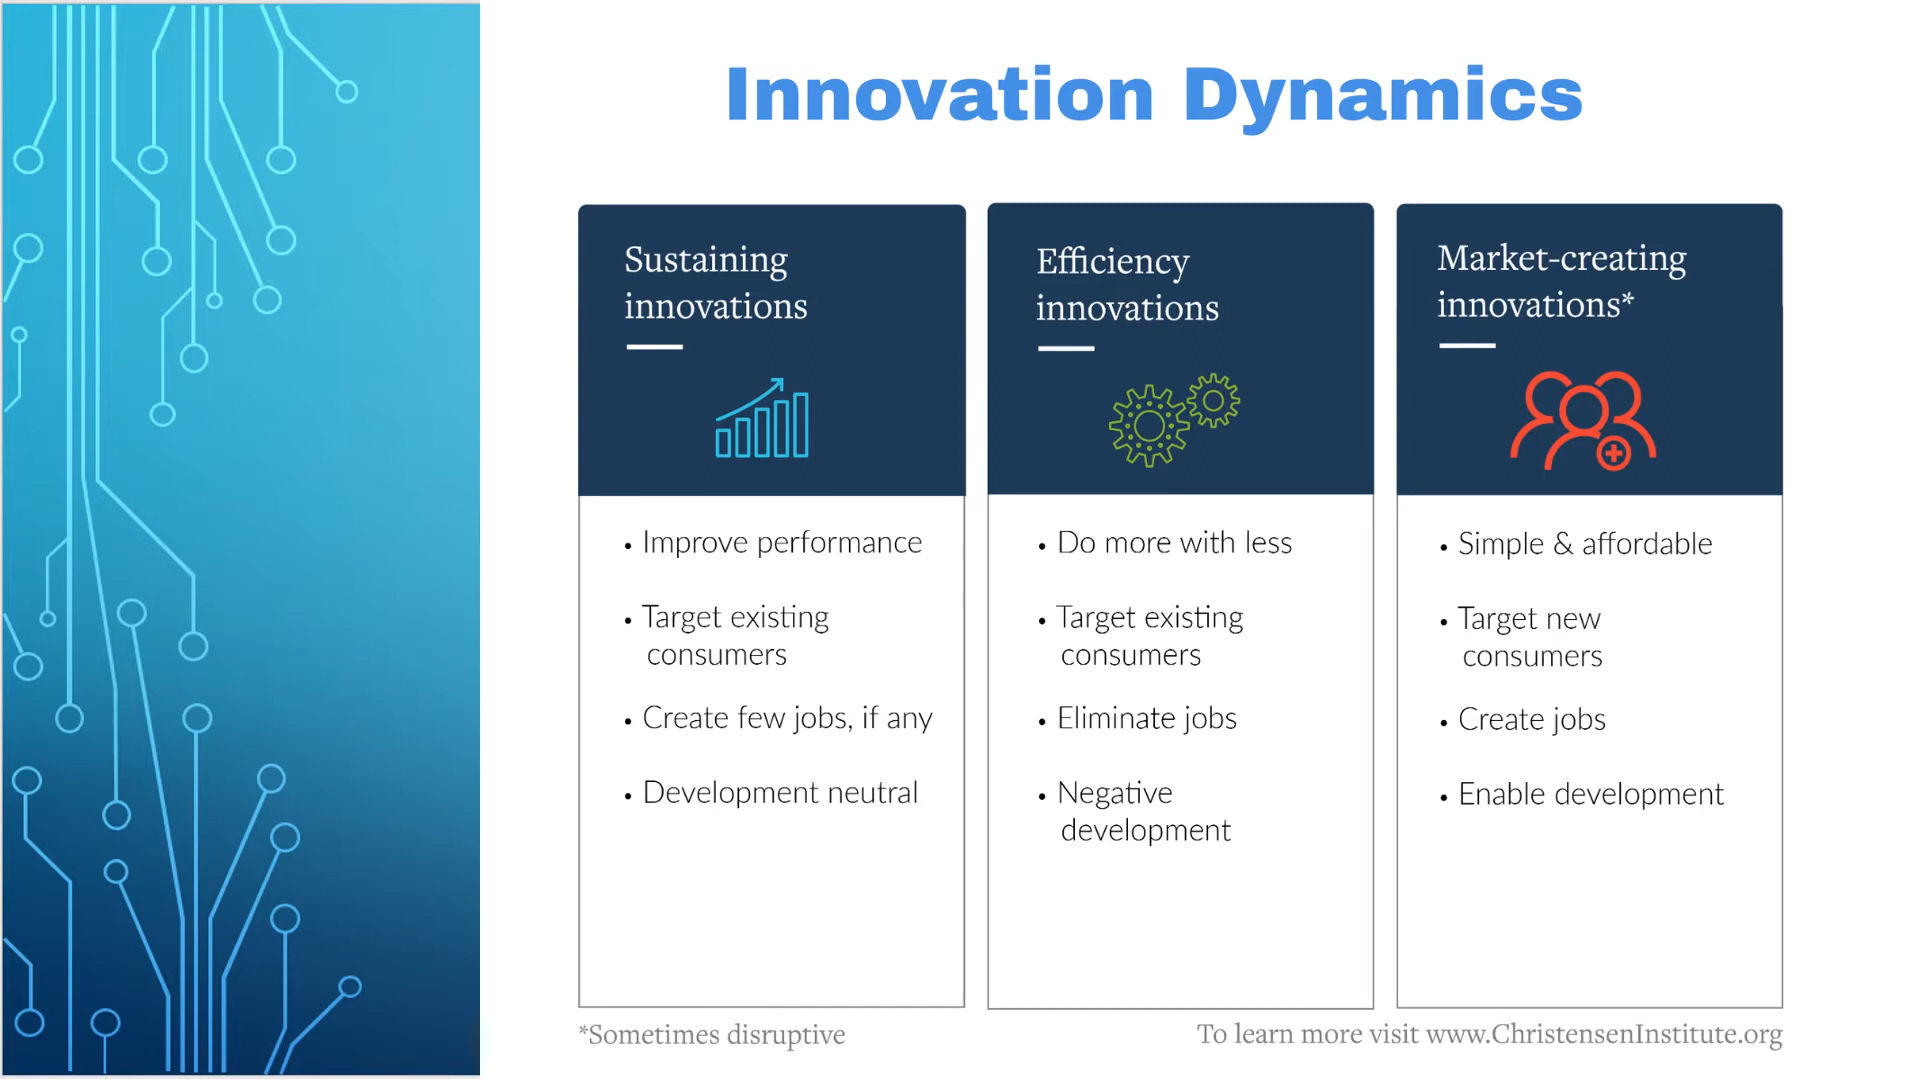 Innovation Dynamics
Sustaining
innovations
• Improve performance
• Target existing
consumers
• Create few jobs, if any
• Development neutral
Efficiency
innovations
• Do more with less
• Target existing
consumers
• Eliminate jobs
• Negative
development
Market-creating
innovations*
• Simple & affordable
• Target new
consumers
• Create jobs
• Enable development
*Sometimes disruptive
To learn more visit www.ChristensenInstitute.org